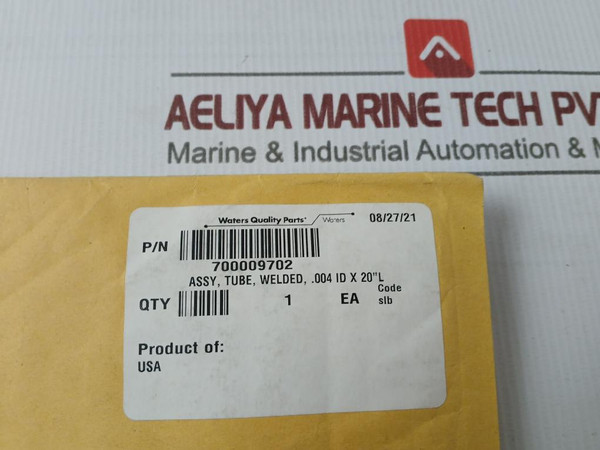 AELIYA MARINE TECH PV
Marine & Industrial Automation & M
Waters Quality Parts Waters 08/27/21
P/N
700009702
ASSY, TUBE, WELDED, .004 ID X 20"L
Code
QTY 1 EA slb
Product of:
USA